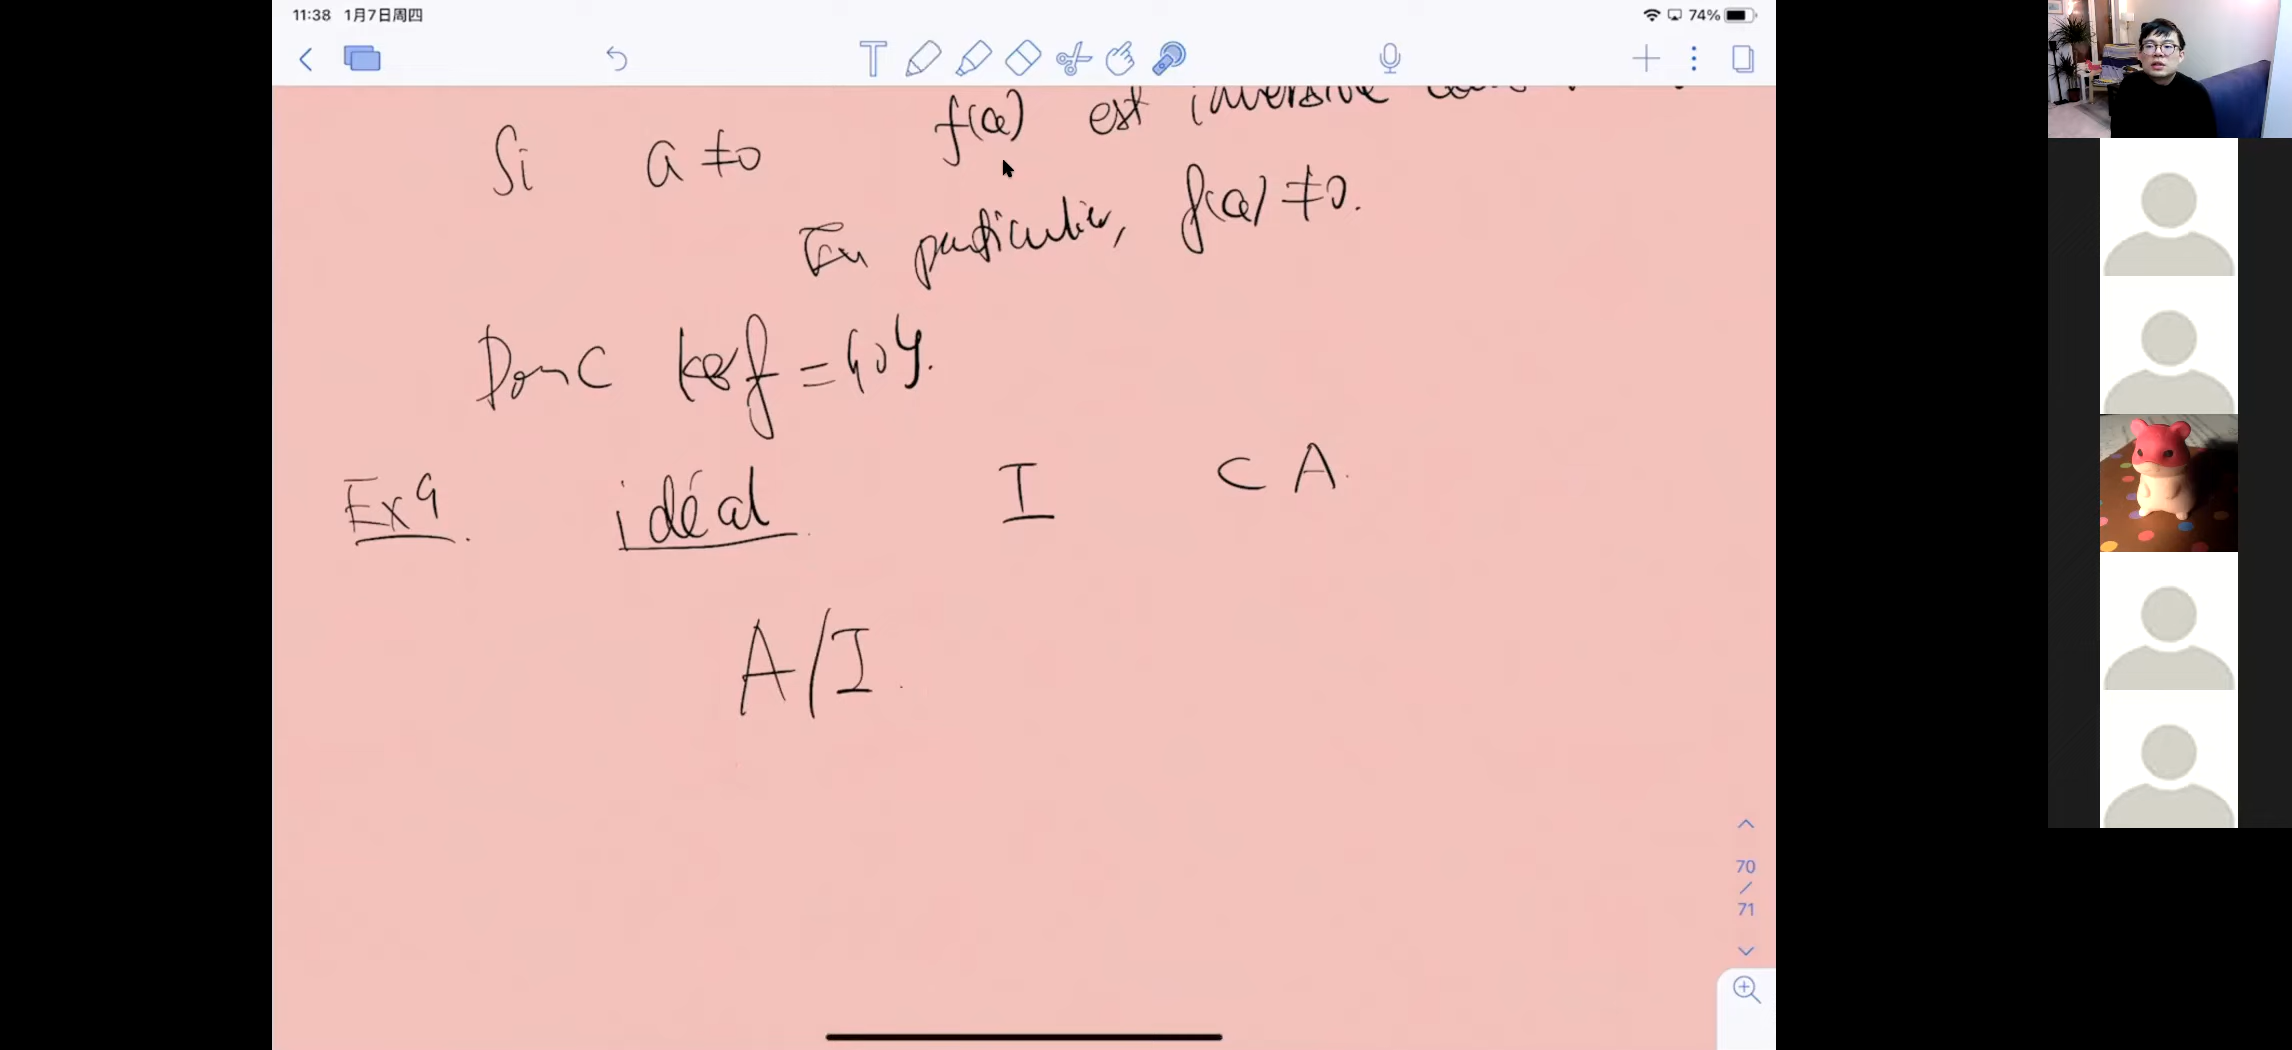 11:38 1月7日周四
74%
f(a) est inversible
Si a ≠ 0
En particulier, f(a) ≠ 0.
Donc ker f = {0}.
Ex 9. idéal I ⊂ A.
A/I.
70
/
71